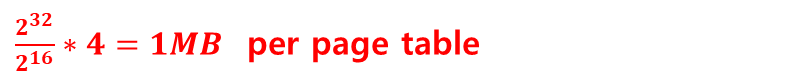 2^32/2^16 * 4 = 1MB per page table